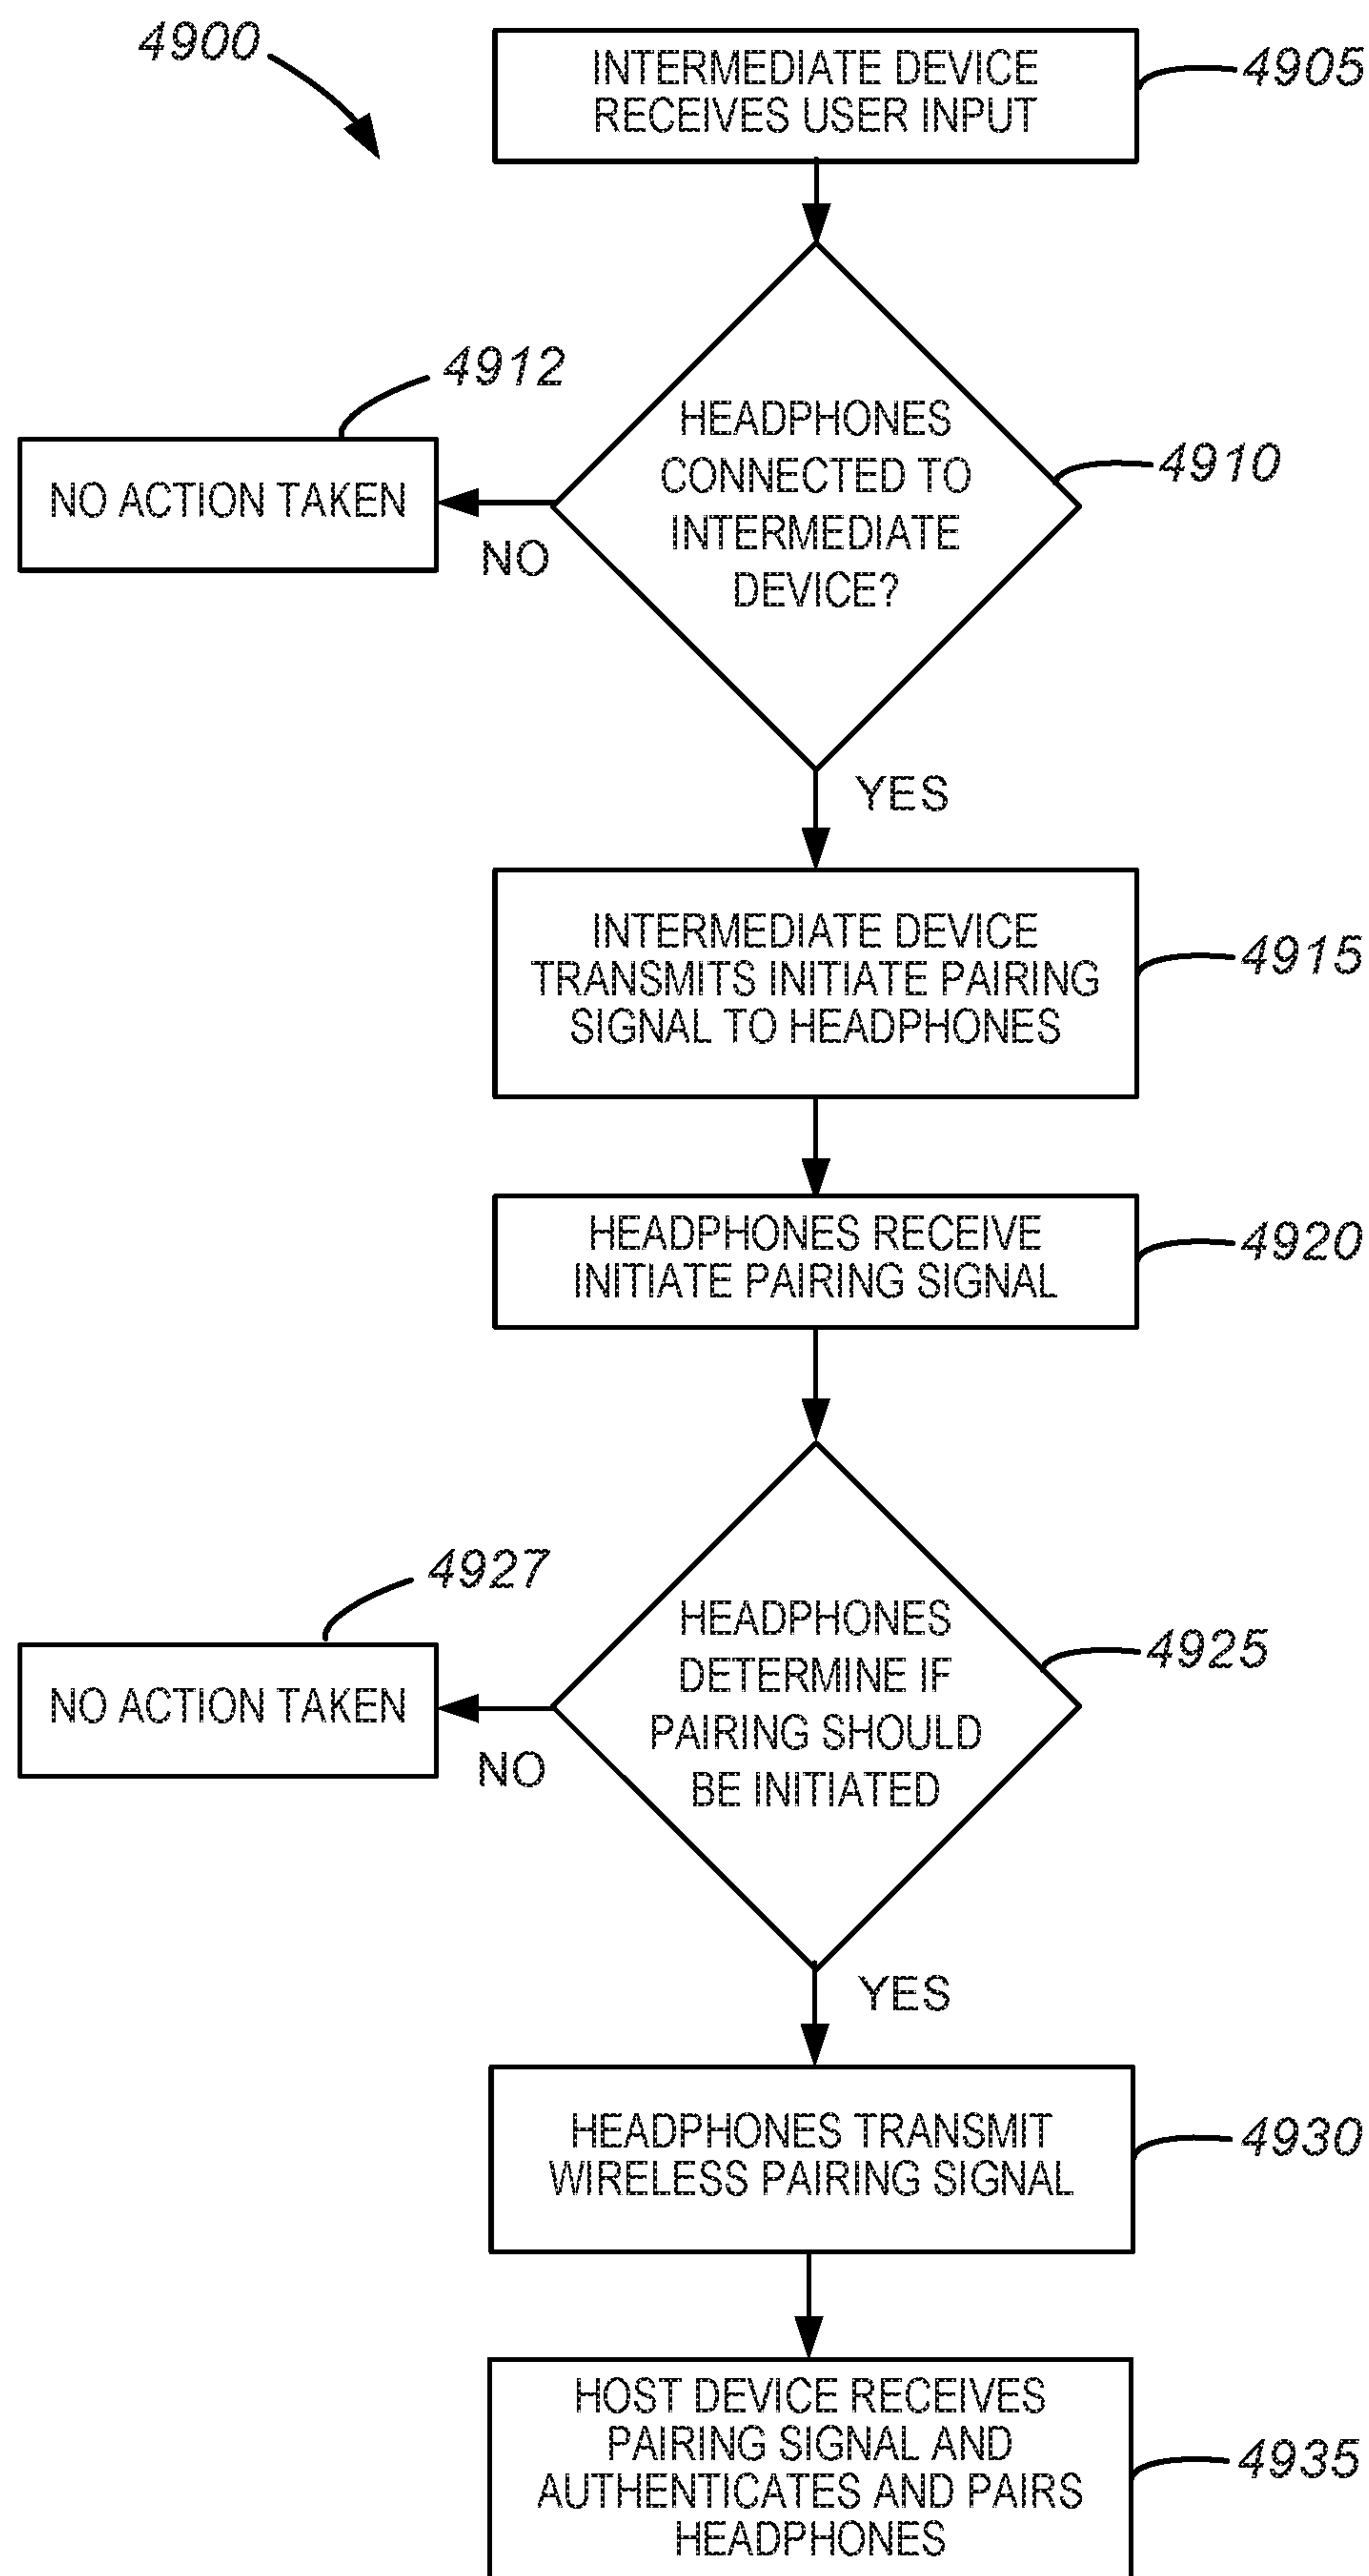 4900
INTERMEDIATE DEVICE
RECEIVES USER INPUT
4905
4912
HEADPHONES
CONNECTED TO
INTERMEDIATE
DEVICE?
4910
NO ACTION TAKEN
NO
YES
INTERMEDIATE DEVICE
TRANSMITS INITIATE PAIRING
SIGNAL TO HEADPHONES
4915
HEADPHONES RECEIVE
INITIATE PAIRING SIGNAL
4920
4927
HEADPHONES
DETERMINE IF
PAIRING SHOULD
BE INITIATED
4925
NO ACTION TAKEN
NO
YES
HEADPHONES TRANSMIT
WIRELESS PAIRING SIGNAL
4930
HOST DEVICE RECEIVES
PAIRING SIGNAL AND
AUTHENTICATES AND PAIRS
HEADPHONES
4935